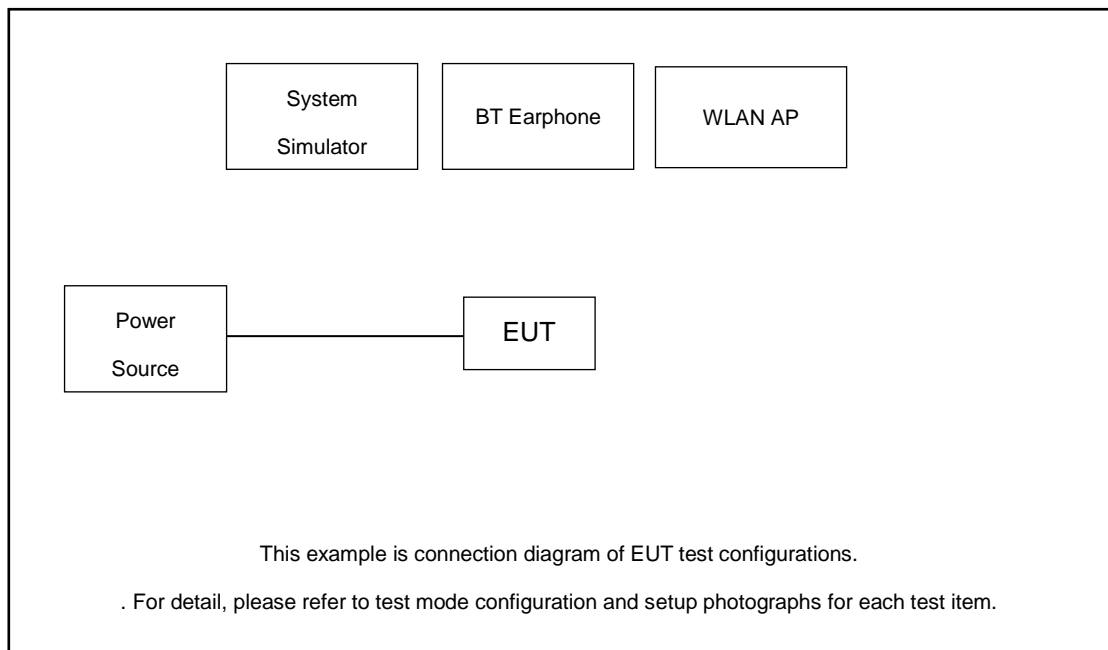 System
Simulator
BT Earphone
WLAN AP
Power
Source
EUT
This example is connection diagram of EUT test configurations.
. For detail, please refer to test mode configuration and setup photographs for each test item.